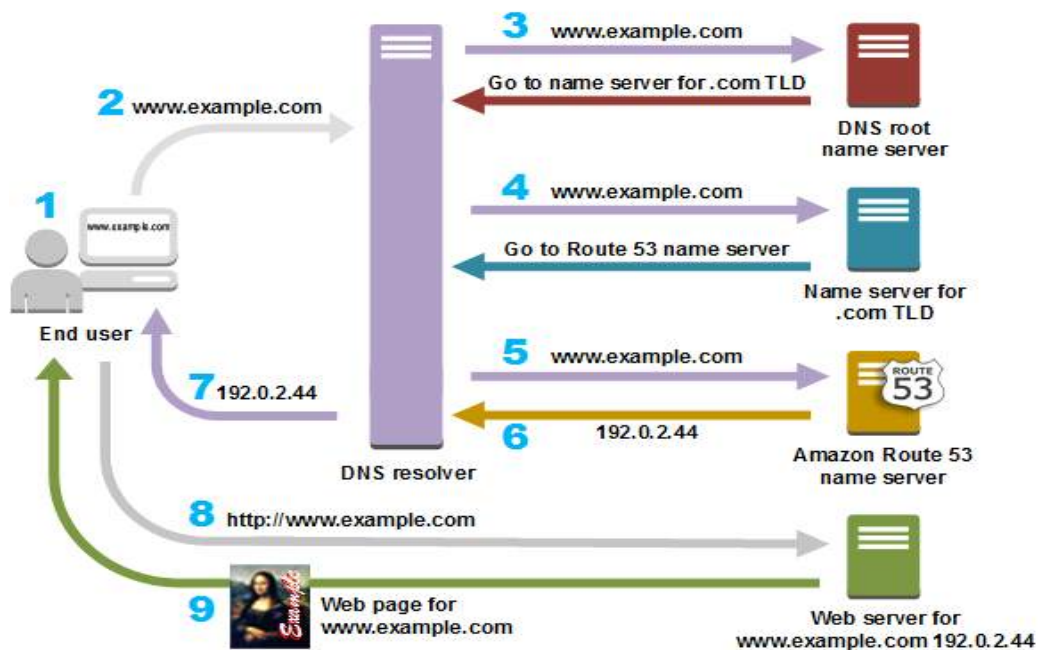 3 www.example.com
Go to name server for .com TLD
DNS root
name server
2 www.example.com
4 www.example.com
Go to Route 53 name server
Name server for
.com TLD
1
www.example.com
End user
5 www.example.com
ROUTE
53
6 192.0.2.44
Amazon Route 53
name server
7 192.0.2.44
DNS resolver
8 http://www.example.com
9
Example
Web page for
www.example.com
Web server for
www.example.com 192.0.2.44